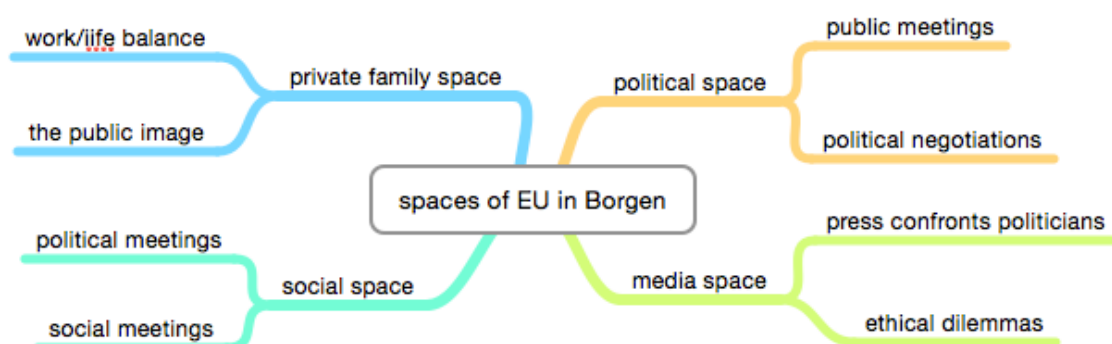 work/iife balance
private family space
the public image
political space
public meetings
political negotiations
spaces of EU in Borgen
political meetings
social space
social meetings
media space
press confronts politicians
ethical dilemmas